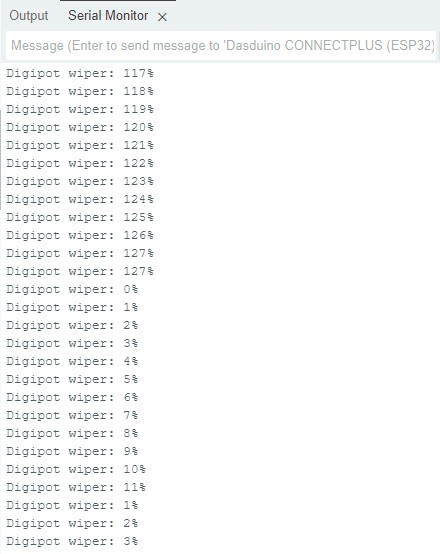 Output Serial Monitor ×
Message (Enter to send message to 'Dasduino CONNECTPLUS (ESP32)
Digipot wiper: 117%
Digipot wiper: 118%
Digipot wiper: 119%
Digipot wiper: 120%
Digipot wiper: 121%
Digipot wiper: 122%
Digipot wiper: 123%
Digipot wiper: 124%
Digipot wiper: 125%
Digipot wiper: 126%
Digipot wiper: 127%
Digipot wiper: 127%
Digipot wiper: 0%
Digipot wiper: 1%
Digipot wiper: 2%
Digipot wiper: 3%
Digipot wiper: 4%
Digipot wiper: 5%
Digipot wiper: 6%
Digipot wiper: 7%
Digipot wiper: 8%
Digipot wiper: 9%
Digipot wiper: 10%
Digipot wiper: 11%
Digipot wiper: 1%
Digipot wiper: 2%
Digipot wiper: 3%